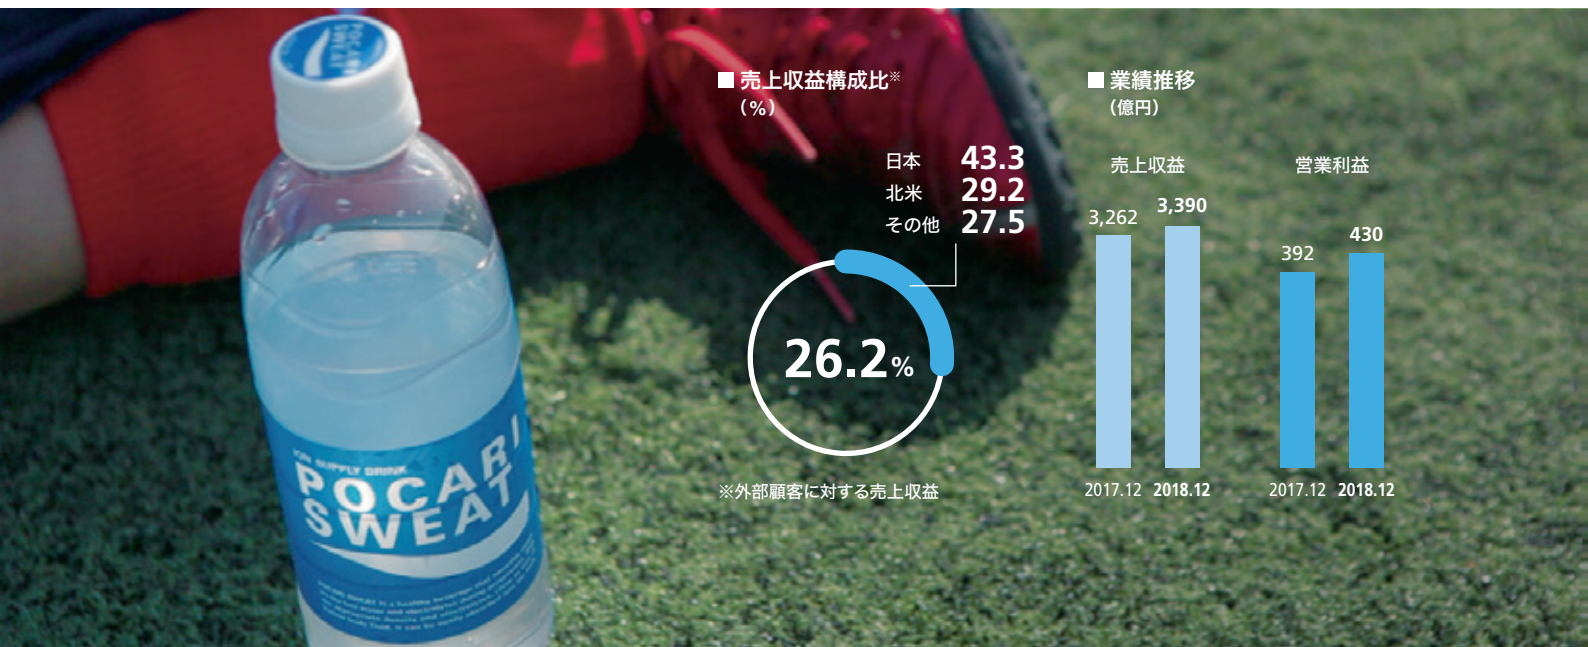 POCARI
SWEAT
ION SUPPLY DRINK
POCARI
SWEAT
■ 売上収益構成比※
（%）
日本 43.3
北米 29.2
その他 27.5
26.2%
※外部顧客に対する売上収益
■ 業績推移
（億円）
売上収益
3,262 3,390
2017.12 2018.12
営業利益
392 430
2017.12 2018.12